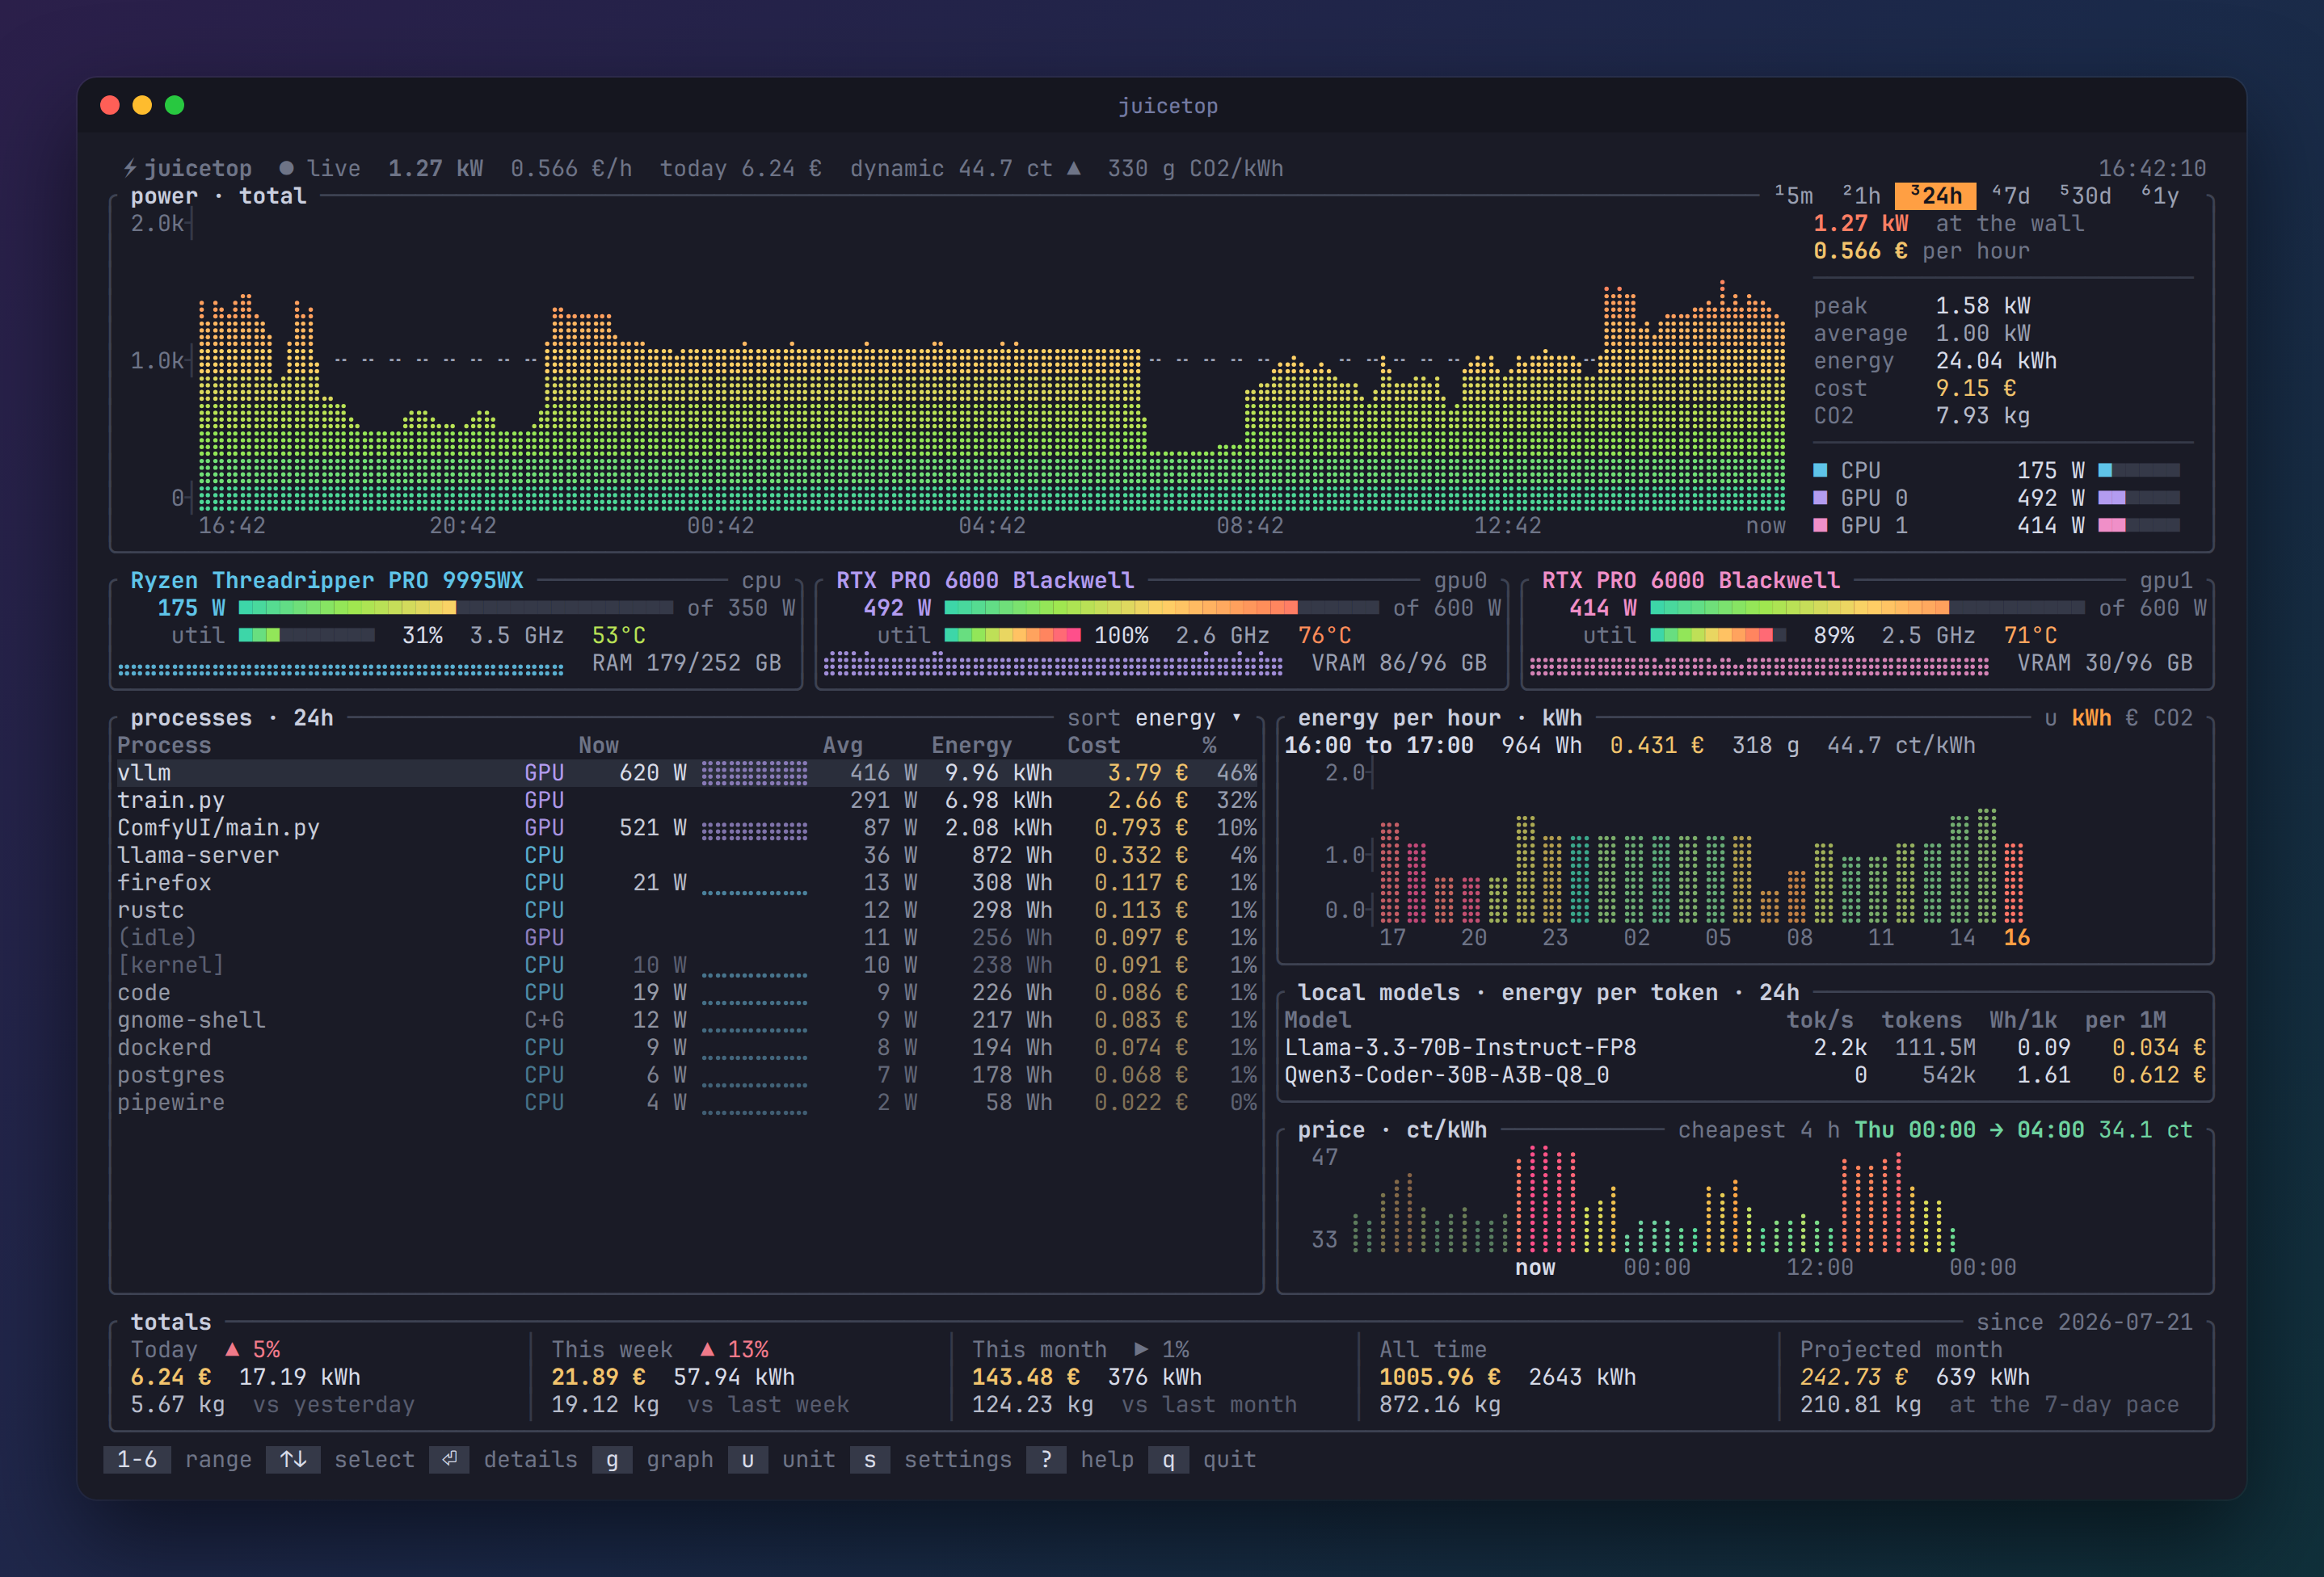 juicetop
⚡juicetop ● live 1.27 kW 0.566 €/h today 6.24 € dynamic 44.7 ct ▲ 330 g CO2/kWh 16:42:10
power · total ¹5m ²1h ³24h ⁴7d ⁵30d ⁶1y
2.0k
1.0k
0
16:42 20:42 00:42 04:42 08:42 12:42 now
1.27 kW at the wall
0.566 € per hour
peak 1.58 kW
average 1.00 kW
energy 24.04 kWh
cost 9.15 €
CO2 7.93 kg
CPU 175 W
GPU 0 492 W
GPU 1 414 W
Ryzen Threadripper PRO 9995WX cpu
175 W of 350 W
util 31% 3.5 GHz 53°C
RAM 179/252 GB
RTX PRO 6000 Blackwell gpu0
492 W of 600 W
util 100% 2.6 GHz 76°C
VRAM 86/96 GB
RTX PRO 6000 Blackwell gpu1
414 W of 600 W
util 89% 2.5 GHz 71°C
VRAM 30/96 GB
processes · 24h sort energy ▾
Process Now Avg Energy Cost %
vllm GPU 620 W 416 W 9.96 kWh 3.79 € 46%
train.py GPU 291 W 6.98 kWh 2.66 € 32%
ComfyUI/main.py GPU 521 W 87 W 2.08 kWh 0.793 € 10%
llama-server CPU 36 W 872 Wh 0.332 € 4%
firefox CPU 21 W 13 W 308 Wh 0.117 € 1%
rustc CPU 12 W 298 Wh 0.113 € 1%
(idle) GPU 11 W 256 Wh 0.097 € 1%
[kernel] CPU 10 W 10 W 238 Wh 0.091 € 1%
code CPU 19 W 9 W 226 Wh 0.086 € 1%
gnome-shell C+G 12 W 9 W 217 Wh 0.083 € 1%
dockerd CPU 9 W 8 W 194 Wh 0.074 € 1%
postgres CPU 6 W 7 W 178 Wh 0.068 € 1%
pipewire CPU 4 W 2 W 58 Wh 0.022 € 0%
energy per hour · kWh u kWh € CO2
16:00 to 17:00 964 Wh 0.431 € 318 g 44.7 ct/kWh
2.0
1.0
0.0
17 20 23 02 05 08 11 14 16
local models · energy per token · 24h
Model tok/s tokens Wh/1k per 1M
Llama-3.3-70B-Instruct-FP8 2.2k 111.5M 0.09 0.034 €
Qwen3-Coder-30B-A3B-Q8_0 0 542k 1.61 0.612 €
price · ct/kWh cheapest 4 h Thu 00:00 → 04:00 34.1 ct
47
33
now 00:00 12:00 00:00
totals since 2026-07-21
Today ▲ 5%
6.24 € 17.19 kWh
5.67 kg vs yesterday
This week ▲ 13%
21.89 € 57.94 kWh
19.12 kg vs last week
This month ▶ 1%
143.48 € 376 kWh
124.23 kg vs last month
All time
1005.96 € 2643 kWh
872.16 kg
Projected month
242.73 € 639 kWh
210.81 kg at the 7-day pace
1-6 range ↑↓ select ⏎ details g graph u unit s settings ? help q quit